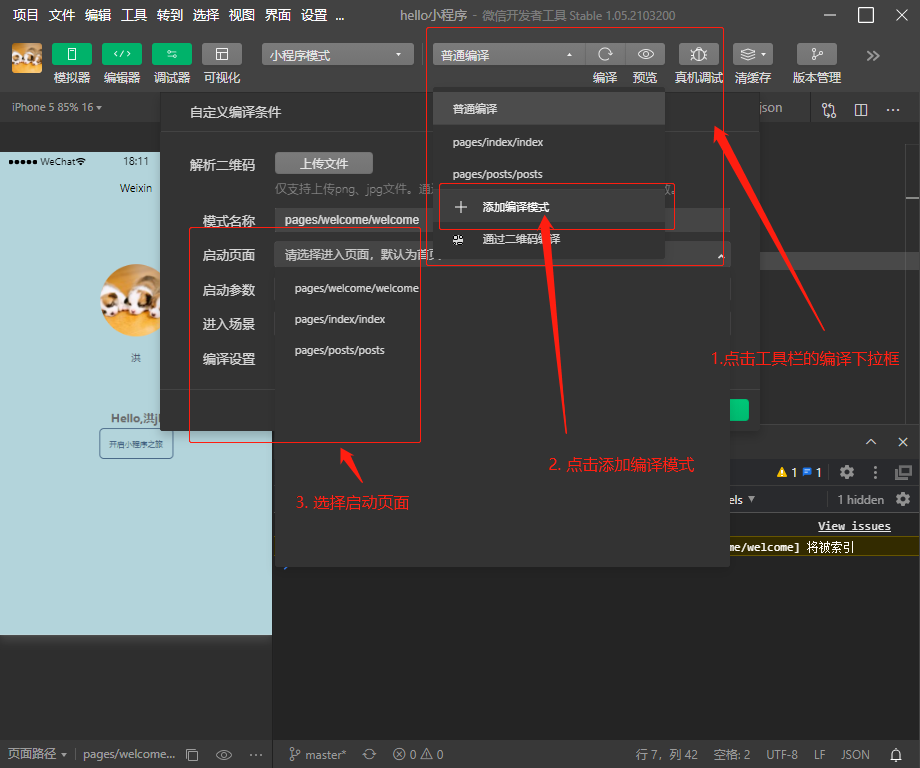 项目 文件 编辑 工具 转到 选择 视图 界面 设置 ... hello小程序 - 微信开发者工具 Stable 1.05.2103200
小程序模式 普通编译
模拟器 编辑器 调试器 可视化 编译 预览 真机调试 清缓存 版本管理
iPhone 5 85% 16
自定义编译条件
普通编译
json
pages/index/index
pages/posts/posts
添加编译模式
通过二维码编译
WeChat 18:11
Weixin
洪
Hello,洪
开启小程序之旅
解析二维码 上传文件
仅支持上传png、jpg文件。通
模式名称 pages/welcome/welcome
启动页面 请选择进入页面，默认为首页
启动参数 pages/welcome/welcome
进入场景 pages/index/index
编译设置 pages/posts/posts
1.点击工具栏的编译下拉框
2. 点击添加编译模式
3. 选择启动页面
1 1
els 1 hidden
View issues
me/welcome] 将被索引
页面路径 pages/welcome... master* 0 0 行 7，列 42 空格: 2 UTF-8 LF JSON